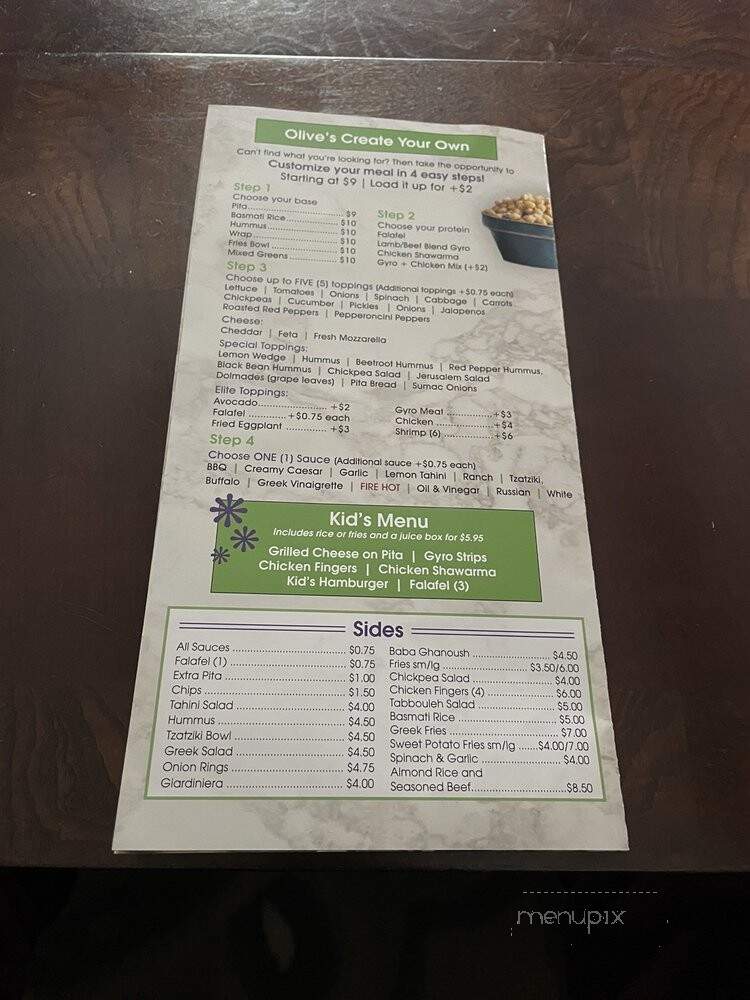 Olive's Create Your Own
Can't find what you're looking for? Then take the opportunity to
Customize your meal in 4 easy steps!
Starting at $9 | Load it up for +$2
Step 1
Choose your base
Pita.......... $9
Basmati Rice.......... $10
Hummus.......... $10
Wrap.......... $10
Fries Bowl .......... $10
Mixed Greens.......... $10
Step 2
Choose your protein
Falafel
Lamb/Beef Blend Gyro
Chicken Shawarma
Gyro + Chicken Mix (+$2)
Step 3
Choose up to FIVE (5) toppings (Additional toppings +$0.75 each)
Lettuce | Tomatoes | Onions | Spinach | Cabbage | Carrots
Chickpeas | Cucumber | Pickles | Onions | Jalapenos
Roasted Red Peppers | Pepperoncini Peppers
Cheese:
Cheddar | Feta | Fresh Mozzarella
Special Toppings:
Lemon Wedge | Hummus | Beetroot Hummus | Red Pepper Hummus,
Black Bean Hummus | Chickpea Salad | Jerusalem Salad
Dolmades (grape leaves) | Pita Bread | Sumac Onions
Elite Toppings:
Avocado.......... +$2
Falafel .......... +$0.75 each
Fried Eggplant .......... +$3
Gyro Meat .......... +$3
Chicken .......... +$4
Shrimp (6) .......... +$6
Step 4
Choose ONE (1) Sauce (Additional sauce +$0.75 each)
BBQ | Creamy Caesar | Garlic | Lemon Tahini | Ranch | Tzatziki,
Buffalo | Greek Vinaigrette | FIRE HOT | Oil & Vinegar | Russian | White
Kid's Menu
Includes rice or fries and a juice box for $5.95
Grilled Cheese on Pita | Gyro Strips
Chicken Fingers | Chicken Shawarma
Kid's Hamburger | Falafel (3)
Sides
All Sauces .......... $0.75
Falafel (1) .......... $0.75
Extra Pita .......... $1.00
Chips .......... $1.50
Tahini Salad .......... $4.00
Hummus .......... $4.50
Tzatziki Bowl .......... $4.50
Greek Salad .......... $4.50
Onion Rings .......... $4.75
Giardiniera .......... $4.00
Baba Ghanoush .......... $4.50
Fries sm/lg .......... $3.50/6.00
Chickpea Salad .......... $4.00
Chicken Fingers (4) .......... $6.00
Tabbouleh Salad .......... $5.00
Basmati Rice .......... $5.00
Greek Fries .......... $7.00
Sweet Potato Fries sm/lg ......$4.00/7.00
Spinach & Garlic .......... $4.00
Almond Rice and
Seasoned Beef..........$8.50
menupix